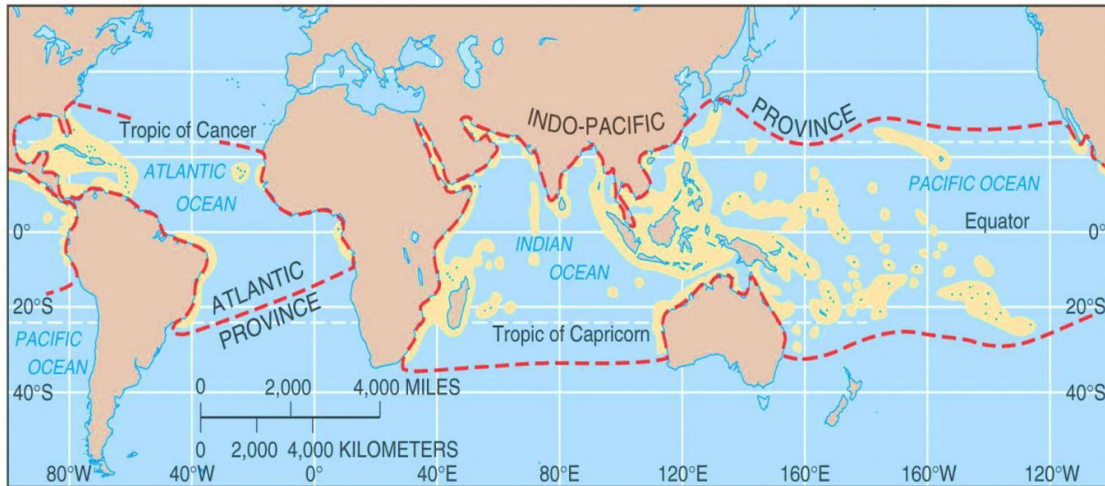 INDO-PACIFIC
PROVINCE
Tropic of Cancer
ATLANTIC
OCEAN
PACIFIC OCEAN
Equator
0°
0°
INDIAN
OCEAN
ATLANTIC
PROVINCE
20°S
20°S
Tropic of Capricorn
PACIFIC
OCEAN
40°S
40°S
0 2,000 4,000 MILES
0 2,000 4,000 KILOMETERS
80°W 40°W 0° 40°E 80°E 120°E 160°E 160°W 120°W